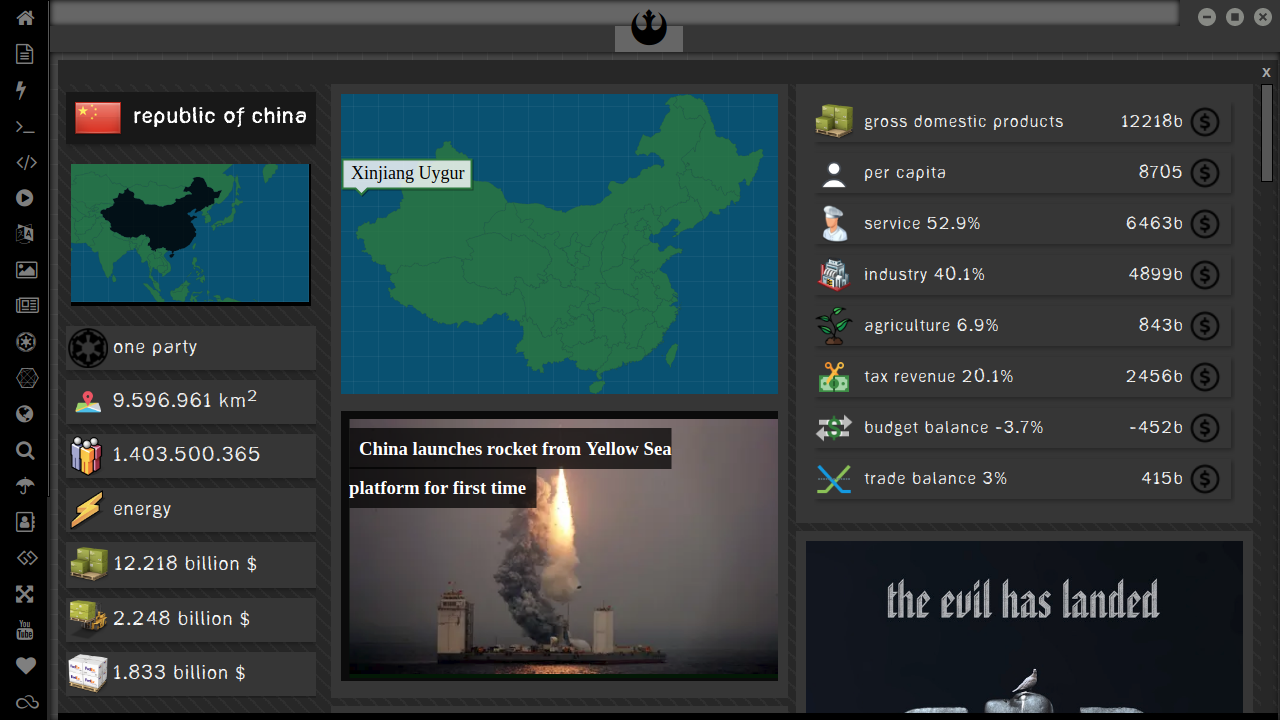 x
republic of china
one party
9.596.961 km²
1.403.500.365
energy
12.218 billion $
2.248 billion $
1.833 billion $
Xinjiang Uygur
China launches rocket from Yellow Sea
platform for first time
gross domestic products 12218b $
per capita 8705 $
service 52.9% 6463b $
industry 40.1% 4899b $
agriculture 6.9% 843b $
tax revenue 20.1% 2456b $
budget balance -3.7% -452b $
trade balance 3% 415b $
the evil has landed
You
Tube